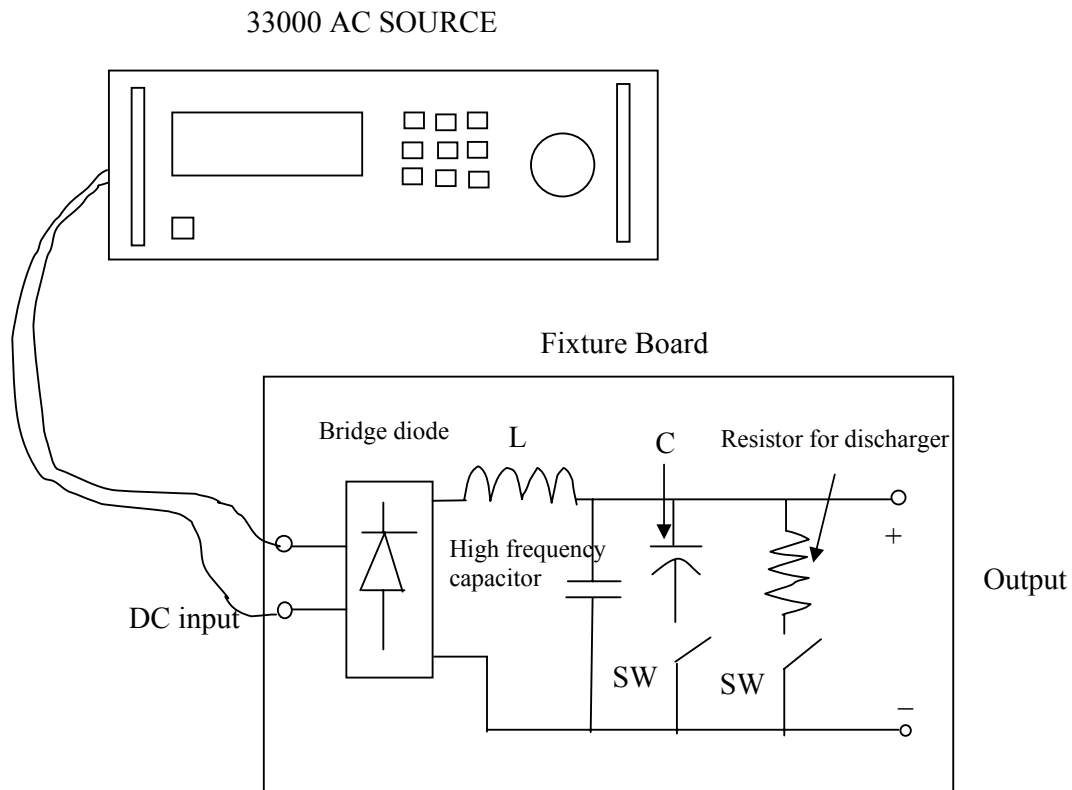 33000 AC SOURCE
Fixture Board
Bridge diode
L
C
Resistor for discharger
High frequency
capacitor
+
Output
DC input
SW
SW
−